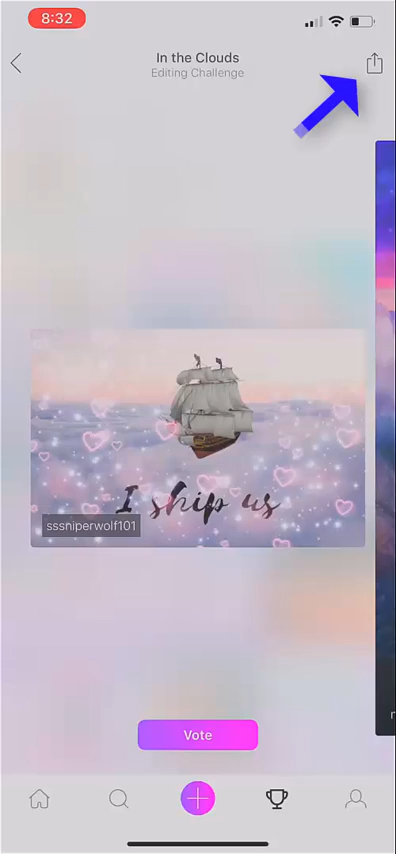 8:32
In the Clouds
Editing Challenge
I ship us
sssniperwolf101
Vote